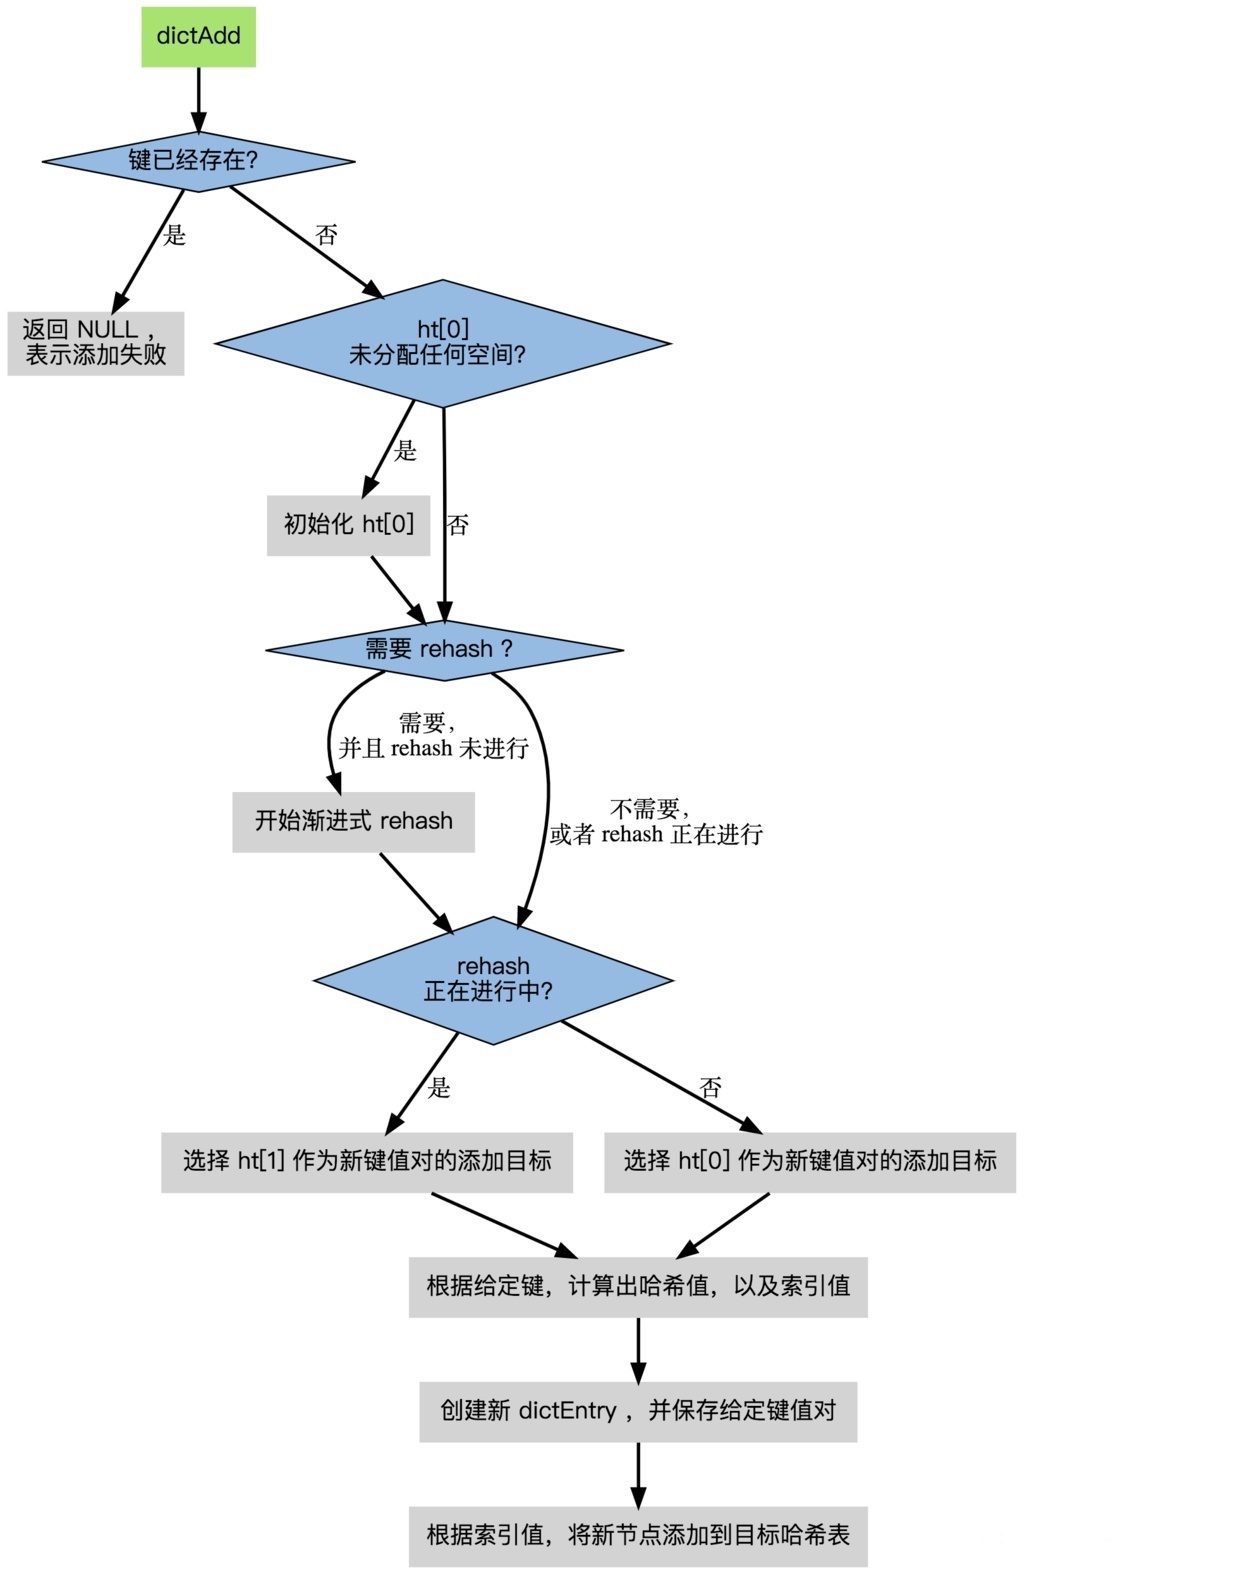 dictAdd
键已经存在?
是
否
返回 NULL ，
表示添加失败
ht[0]
未分配任何空间?
是
初始化 ht[0]
否
需要 rehash ?
需要，
并且 rehash 未进行
开始渐进式 rehash
不需要，
或者 rehash 正在进行
rehash
正在进行中?
是
否
选择 ht[1] 作为新键值对的添加目标
选择 ht[0] 作为新键值对的添加目标
根据给定键，计算出哈希值，以及索引值
创建新 dictEntry ，并保存给定键值对
根据索引值，将新节点添加到目标哈希表